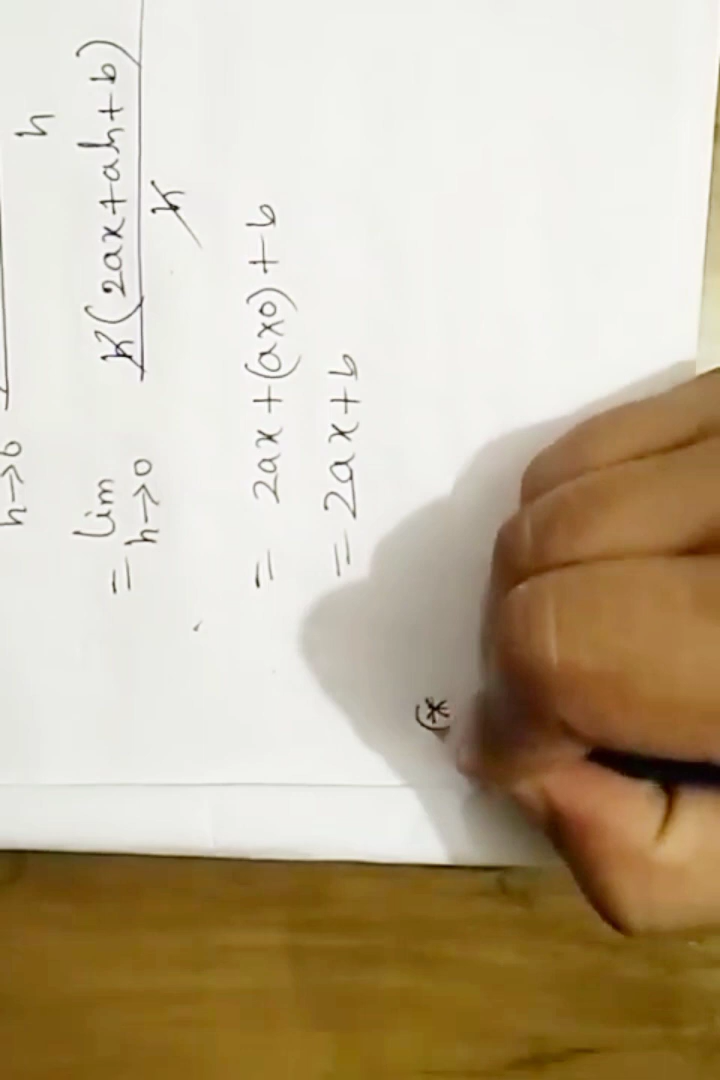 h→0 h
= lim h→0 h(2ax+ah+b) / h
= 2ax+(a×0)+b
= 2ax+b
(*